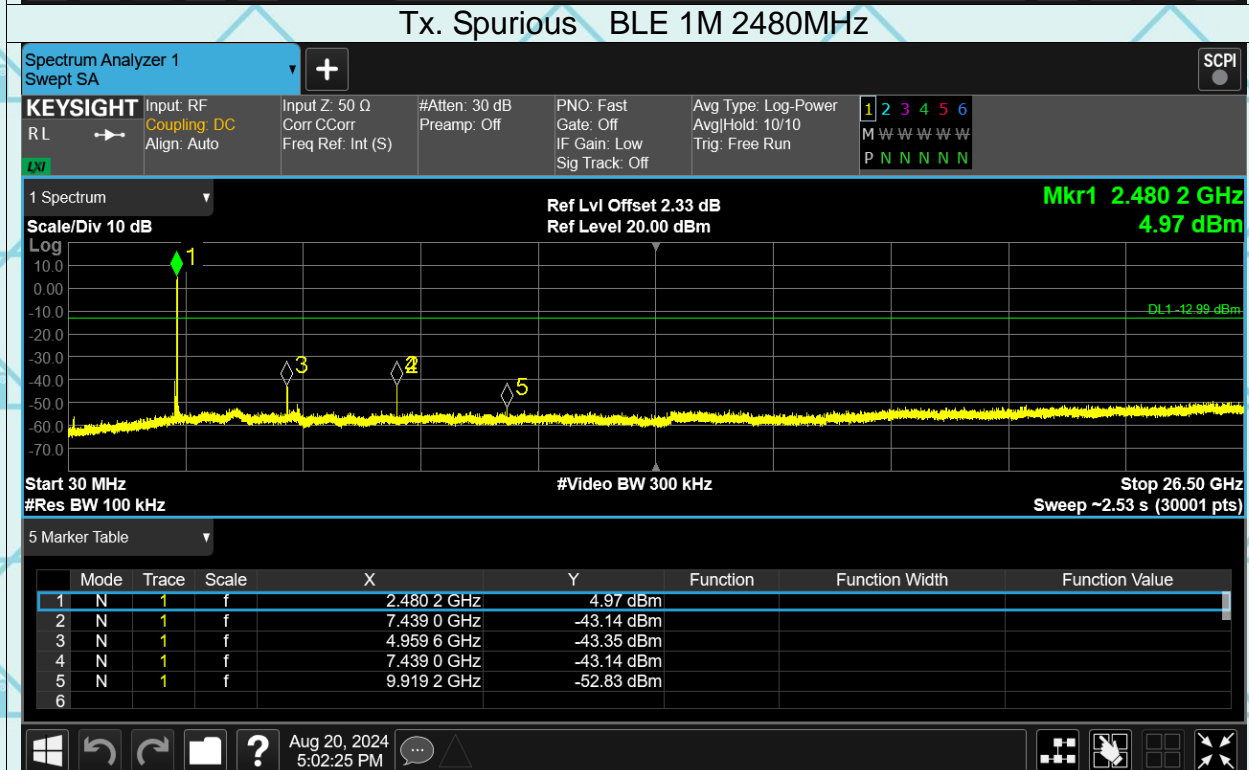 Tx. Spurious BLE 1M 2480MHz
Spectrum Analyzer 1
Swept SA
+
SCPI
KEYSIGHT Input: RF Input Z: 50 Ω #Atten: 30 dB PNO: Fast Avg Type: Log-Power 1 2 3 4 5 6
R L Coupling: DC Corr CCorr Preamp: Off Gate: Off Avg|Hold: 10/10 M W W W W W
Align: Auto Freq Ref: Int (S) IF Gain: Low Trig: Free Run P N N N N N
LXI Sig Track: Off
1 Spectrum
Ref Lvl Offset 2.33 dB Mkr1 2.480 2 GHz
Scale/Div 10 dB Ref Level 20.00 dBm 4.97 dBm
Log
1
10.0
0.00
-10.0
DL1 -12.99 dBm
-20.0
-30.0
3 4 2
-40.0
5
-50.0
-60.0
-70.0
Start 30 MHz #Video BW 300 kHz Stop 26.50 GHz
#Res BW 100 kHz Sweep ~2.53 s (30001 pts)
5 Marker Table
Mode Trace Scale X Y Function Function Width Function Value
1 N 1 f 2.480 2 GHz 4.97 dBm
2 N 1 f 7.439 0 GHz -43.14 dBm
3 N 1 f 4.959 6 GHz -43.35 dBm
4 N 1 f 7.439 0 GHz -43.14 dBm
5 N 1 f 9.919 2 GHz -52.83 dBm
6
? Aug 20, 2024
5:02:25 PM